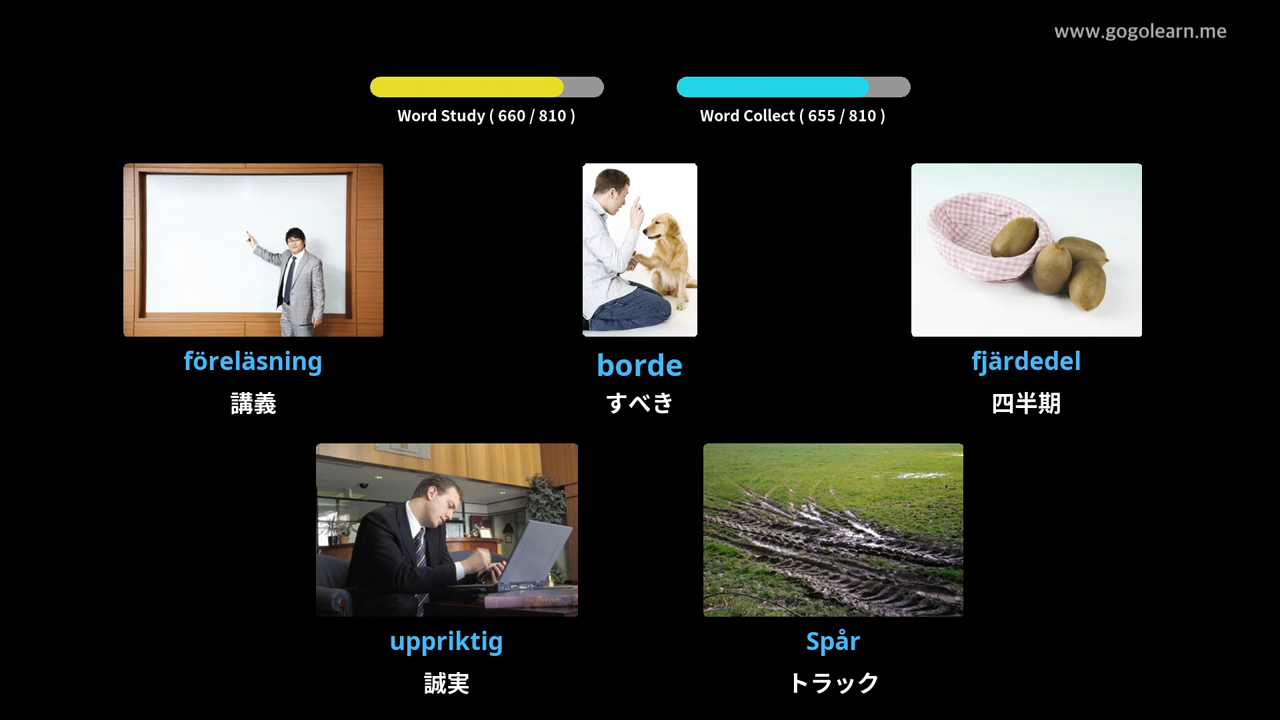 www.gogolearn.me
Word Study ( 660 / 810 )
Word Collect ( 655 / 810 )
föreläsning
講義
borde
すべき
fjärdedel
四半期
uppriktig
誠実
Spår
トラック